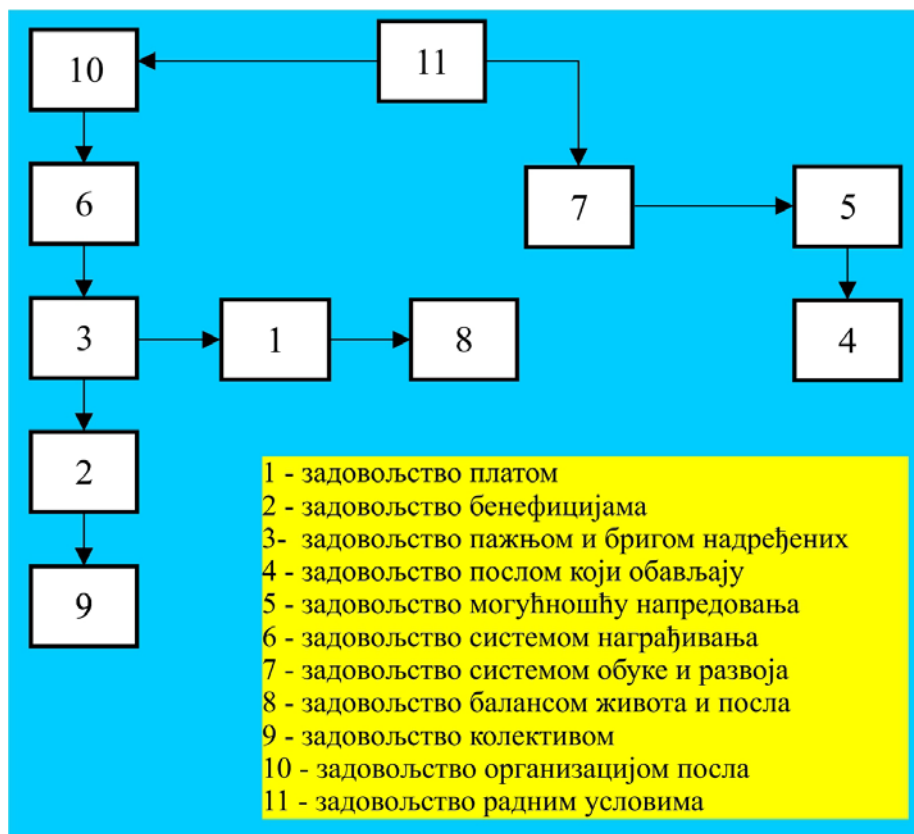 10
11
6
7
5
3
1
8
4
2
9
1 - задовољство платом
2 - задовољство бенефицијама
3- задовољство пажњом и бригом надређених
4 - задовољство послом који обављају
5 - задовољство могућношћу напредовања
6 - задовољство системом награђивања
7 - задовољство системом обуке и развоја
8 - задовољство балансом живота и посла
9 - задовољство колективом
10 - задовољство организацијом посла
11 - задовољство радним условима